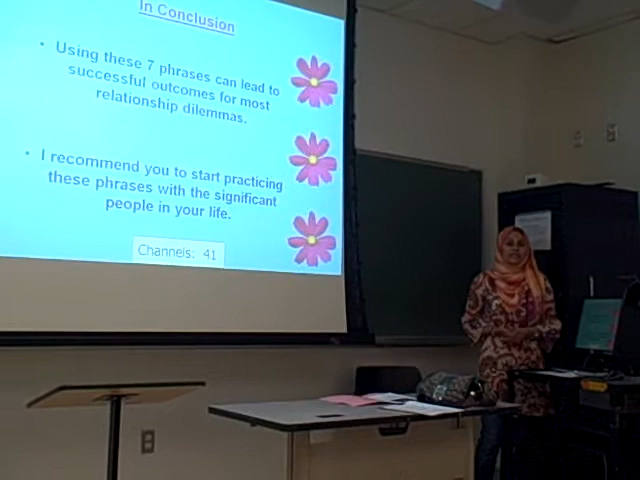 In Conclusion
• Using these 7 phrases can lead to
successful outcomes for most
relationship dilemmas.
• I recommend you to start practicing
these phrases with the significant
people in your life.
Channels: 41